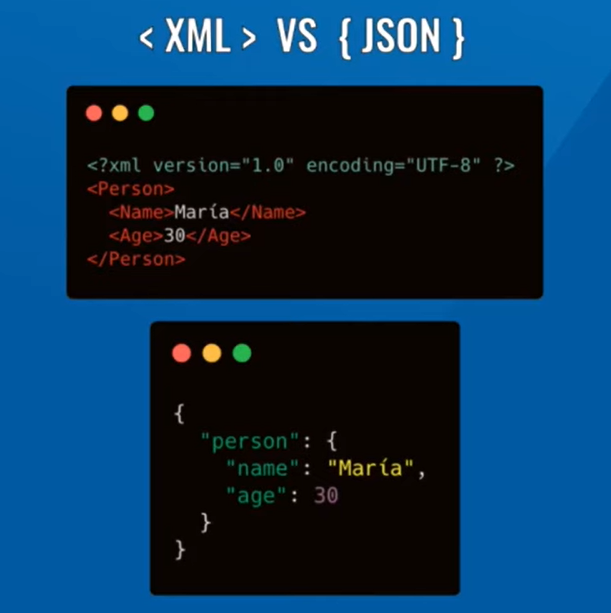 < XML > VS { JSON }
<?xml version="1.0" encoding="UTF-8" ?>
<Person>
  <Name>María</Name>
  <Age>30</Age>
</Person>
{
  "person": {
    "name": "María",
    "age": 30
  }
}